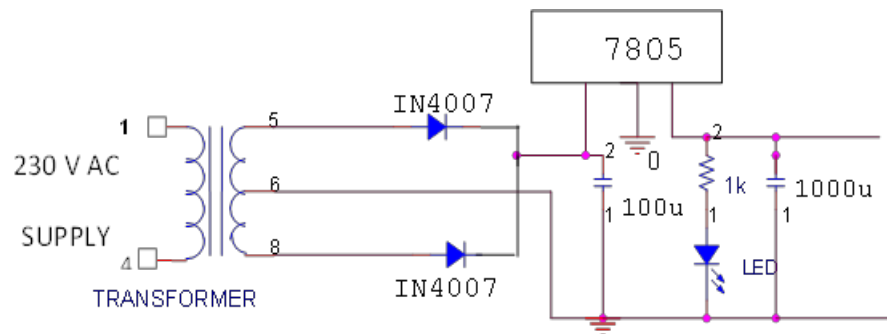 7805
IN4007
1
5
2
2
0
230 V AC
1k
1000u
6
100u
1
1
1
SUPPLY
4
8
LED
IN4007
TRANSFORMER